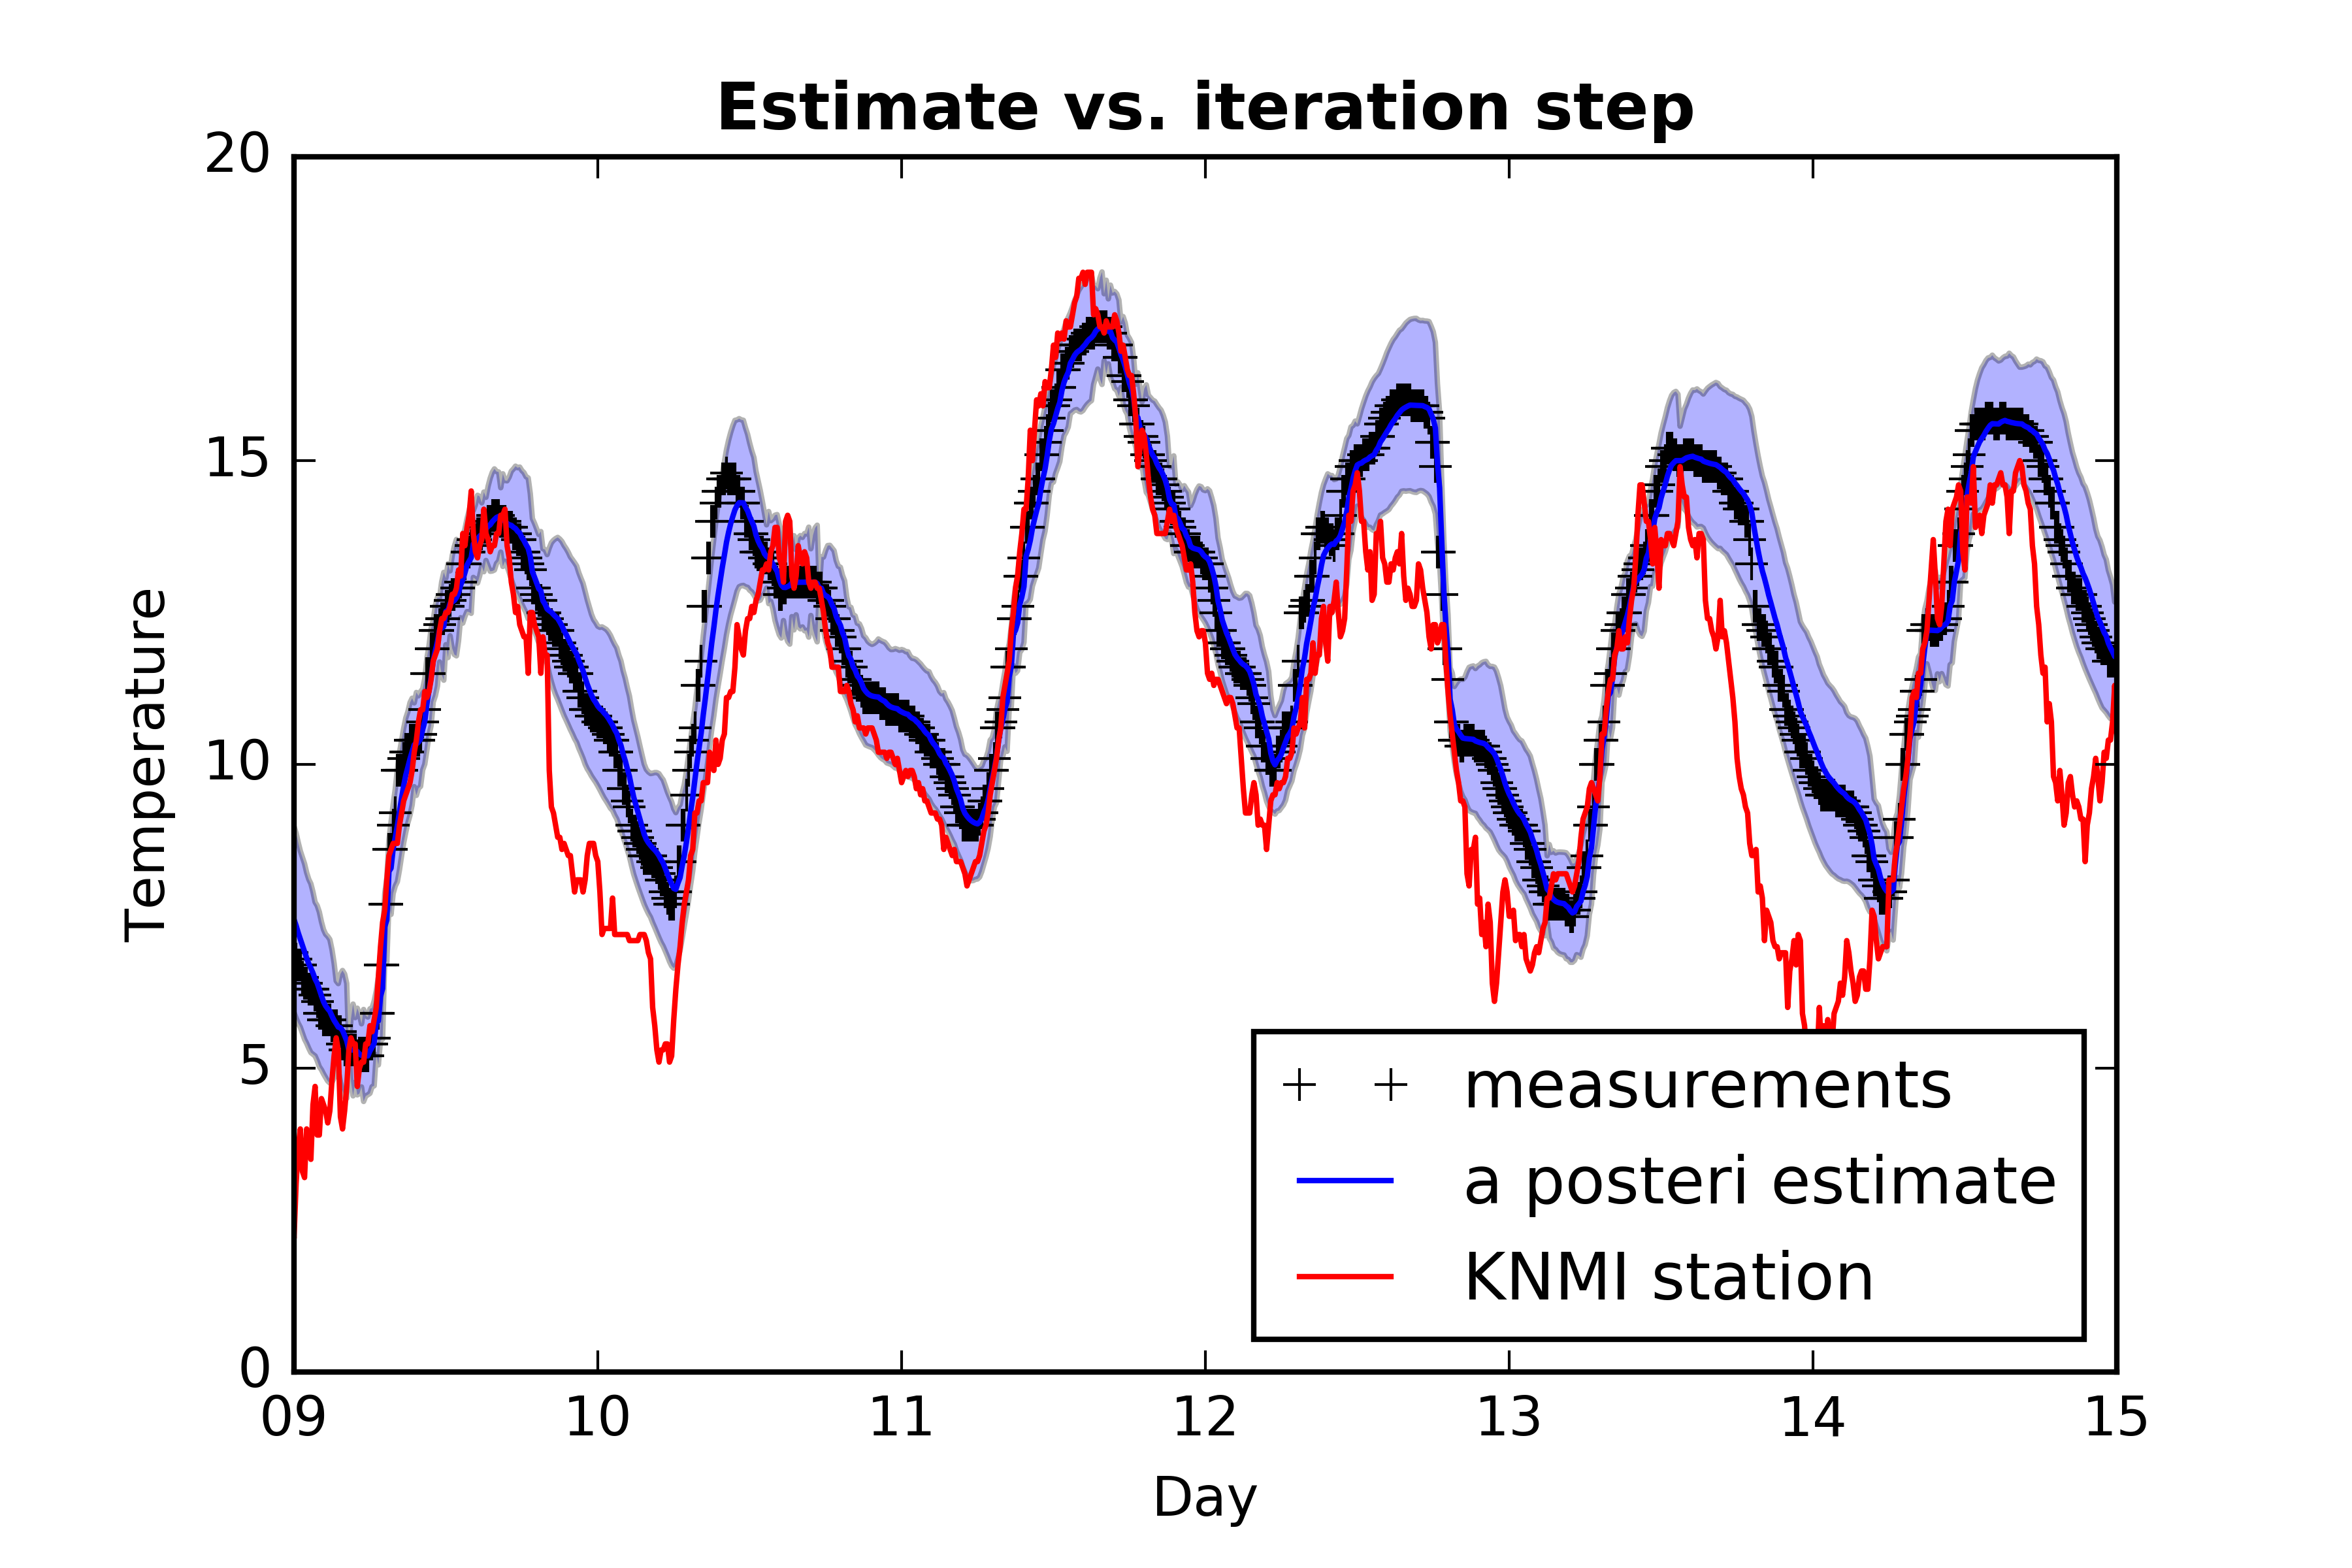 Estimate vs. iteration step
20
15
10
5
0
Temperature
09 10 11 12 13 14 15
Day
measurements
a posteri estimate
KNMI station